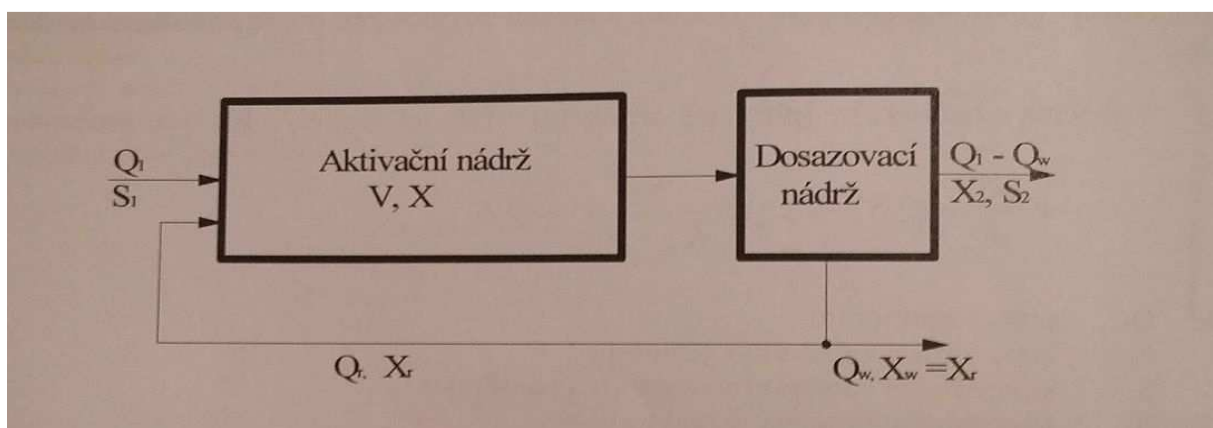 Q₁
S₁
Aktivační nádrž
V, X
Dosazovací
nádrž
Q₁ - Qw
X₂, S₂
Qr, Xr
Qw, Xw = Xr